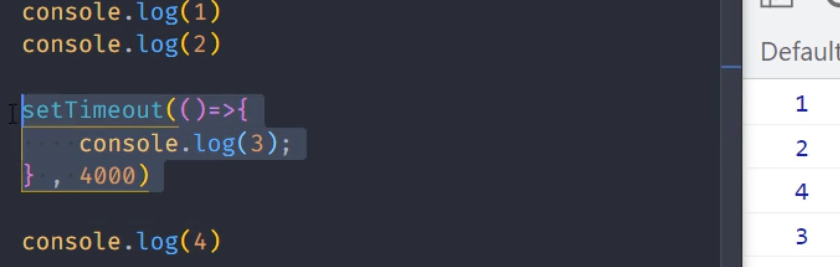 console.log(1)
console.log(2)
setTimeout(()=>{
    console.log(3);
} , 4000)
console.log(4)
Default
1
2
4
3